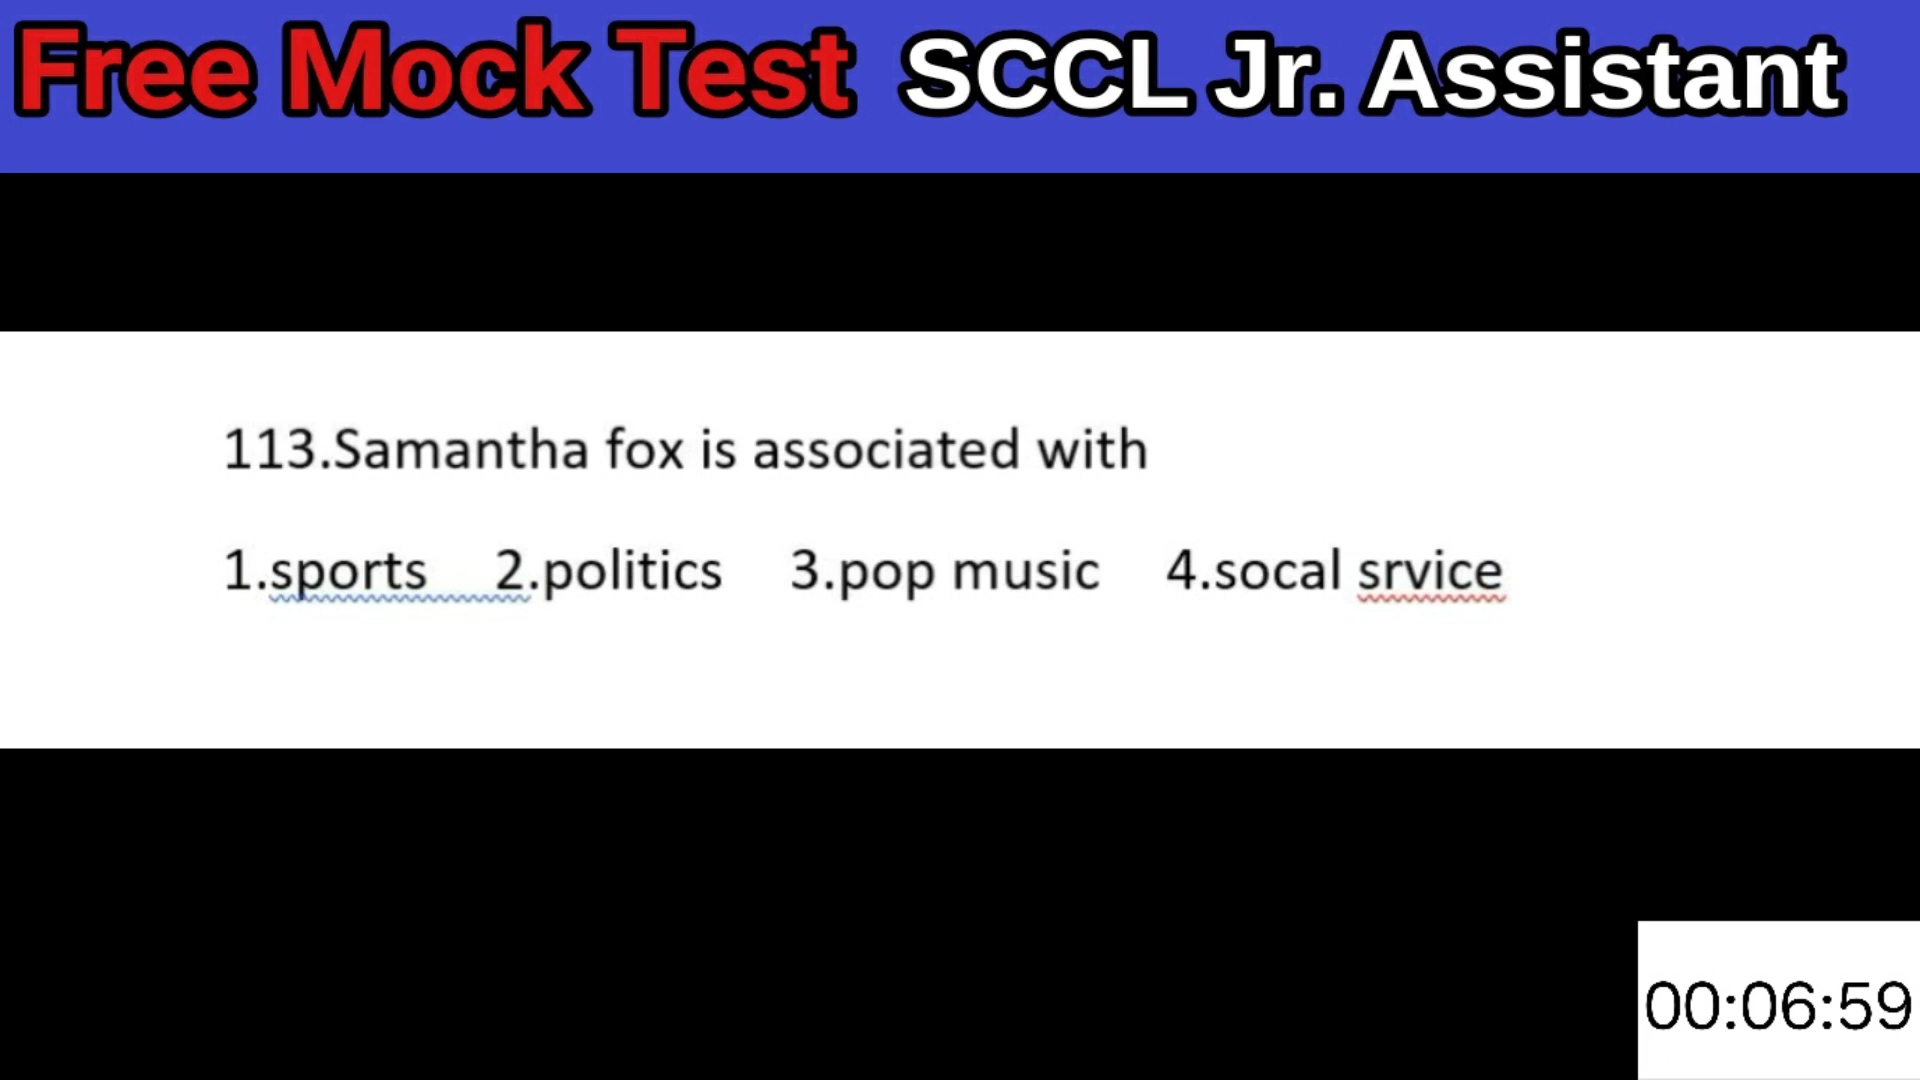 Free Mock Test SCCL Jr. Assistant
113.Samantha fox is associated with
1.sports 2.politics 3.pop music 4.socal srvice
00:06:59